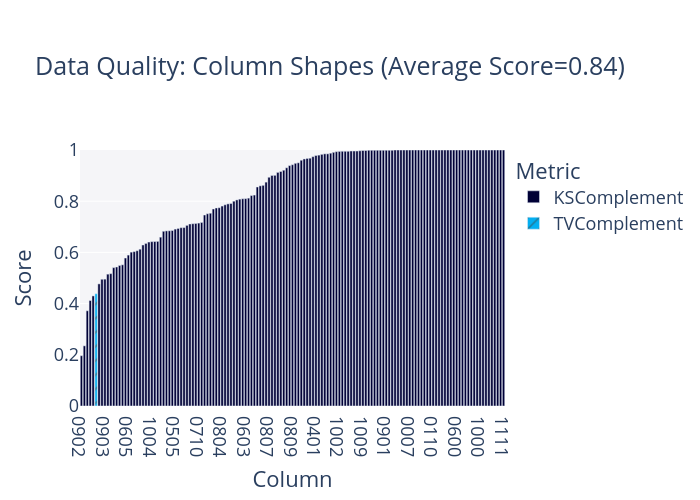 Data Quality: Column Shapes (Average Score=0.84)
Score
1
0.8
0.6
0.4
0.2
0
0902 0903 0605 1004 0505 0710 0804 0603 0807 0809 0401 1002 1009 0901 0007 0110 0600 1000 1111
Column
Metric
KSComplement
TVComplement